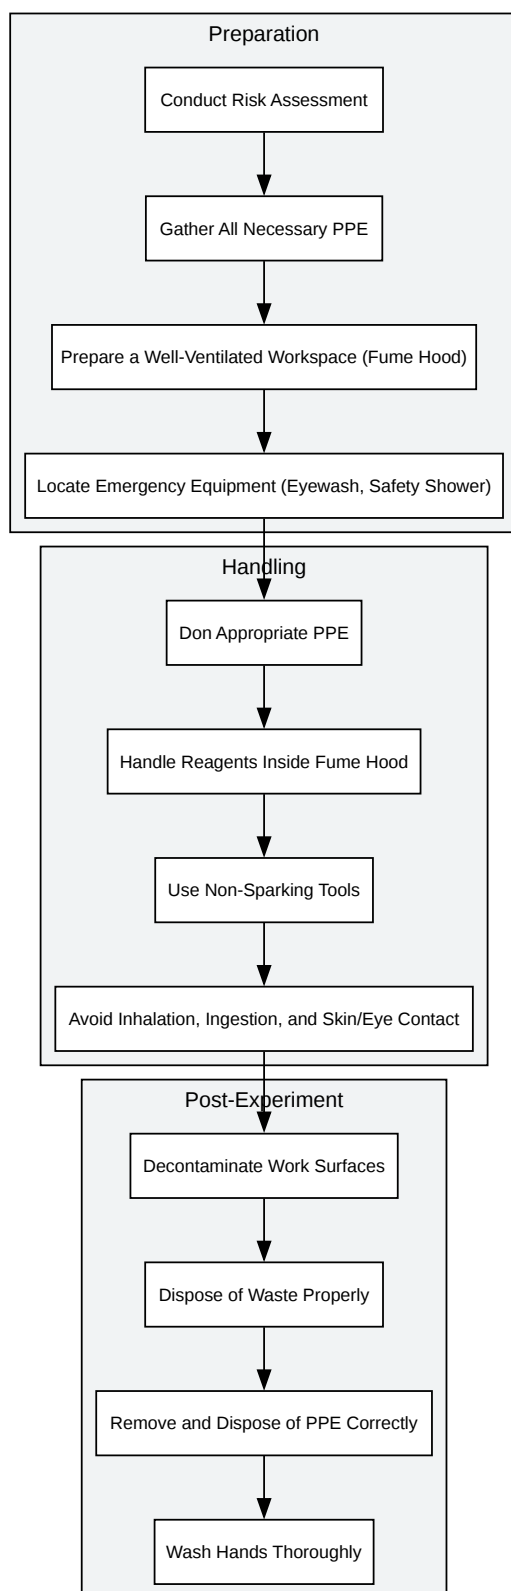 Preparation
Conduct Risk Assessment
Gather All Necessary PPE
Prepare a Well-Ventilated Workspace (Fume Hood)
Locate Emergency Equipment (Eyewash, Safety Shower)
Handling
Don Appropriate PPE
Handle Reagents Inside Fume Hood
Use Non-Sparking Tools
Avoid Inhalation, Ingestion, and Skin/Eye Contact
Post-Experiment
Decontaminate Work Surfaces
Dispose of Waste Properly
Remove and Dispose of PPE Correctly
Wash Hands Thoroughly